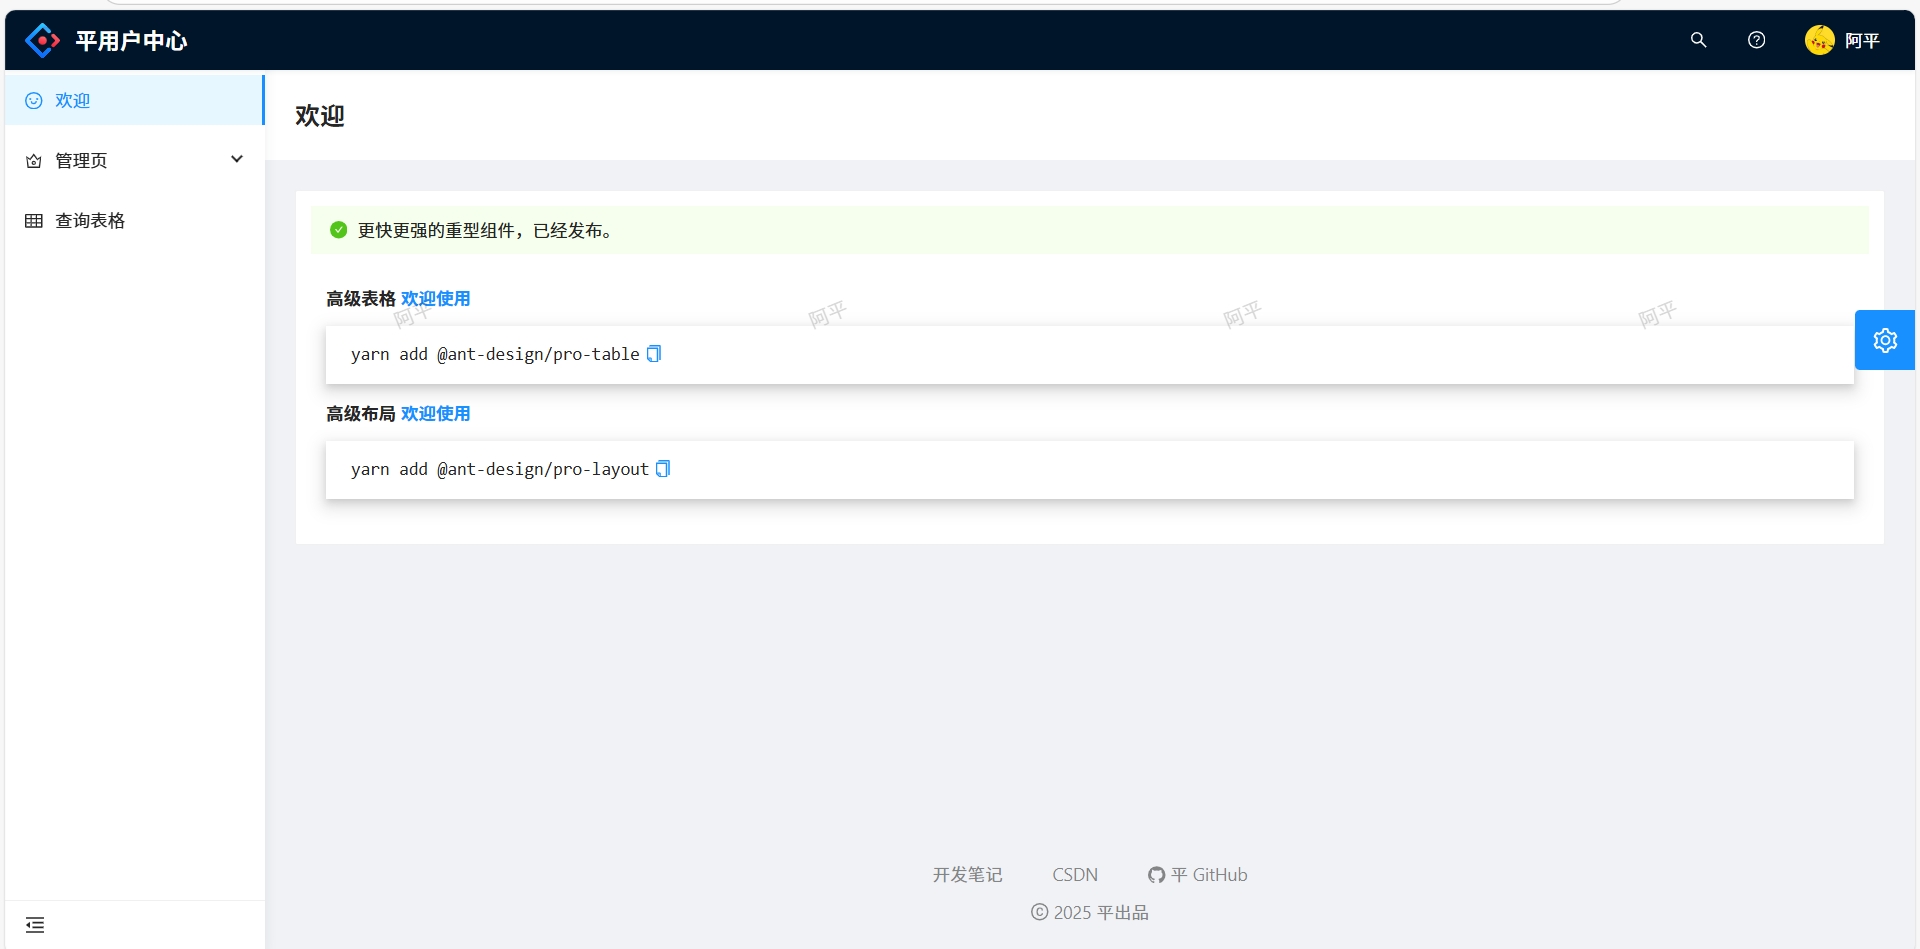 平用户中心
阿平
欢迎
管理页
查询表格
欢迎
更快更强的重型组件，已经发布。
高级表格 欢迎使用
阿平 阿平 阿平 阿平
yarn add @ant-design/pro-table
高级布局 欢迎使用
yarn add @ant-design/pro-layout
开发笔记 CSDN 平 GitHub
© 2025 平出品